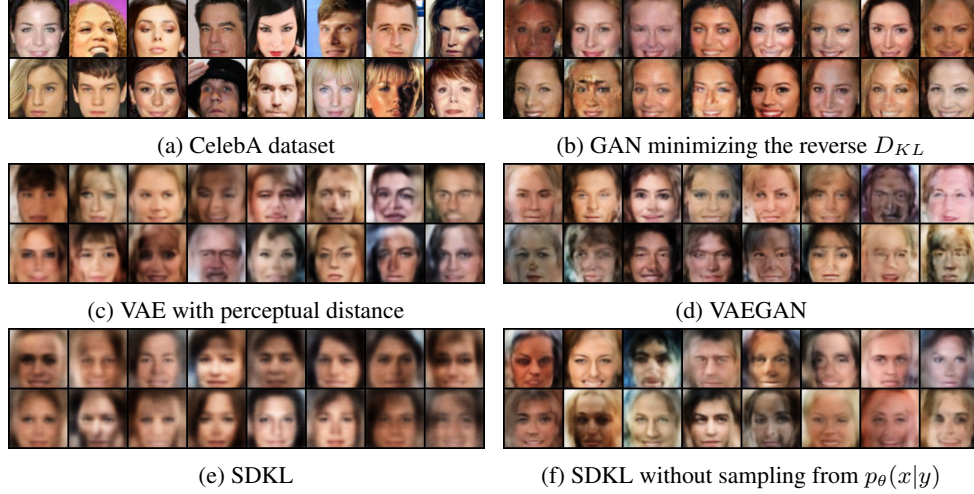 (a) CelebA dataset
(b) GAN minimizing the reverse $D_{KL}$
(c) VAE with perceptual distance
(d) VAEGAN
(e) SDKL
(f) SDKL without sampling from $p_\theta(x|y)$